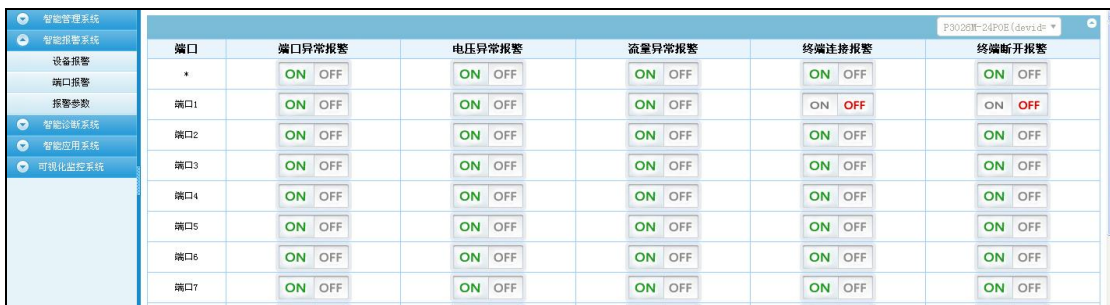 智能管理系统
智能报警系统
设备报警
端口报警
报警参数
智能诊断系统
智能应用系统
可视化监控系统
P3026M-24POE(devid=
端口 端口异常报警 电压异常报警 流量异常报警 终端连接报警 终端断开报警
* ON OFF ON OFF ON OFF ON OFF ON OFF
端口1 ON OFF ON OFF ON OFF ON OFF ON OFF
端口2 ON OFF ON OFF ON OFF ON OFF ON OFF
端口3 ON OFF ON OFF ON OFF ON OFF ON OFF
端口4 ON OFF ON OFF ON OFF ON OFF ON OFF
端口5 ON OFF ON OFF ON OFF ON OFF ON OFF
端口6 ON OFF ON OFF ON OFF ON OFF ON OFF
端口7 ON OFF ON OFF ON OFF ON OFF ON OFF